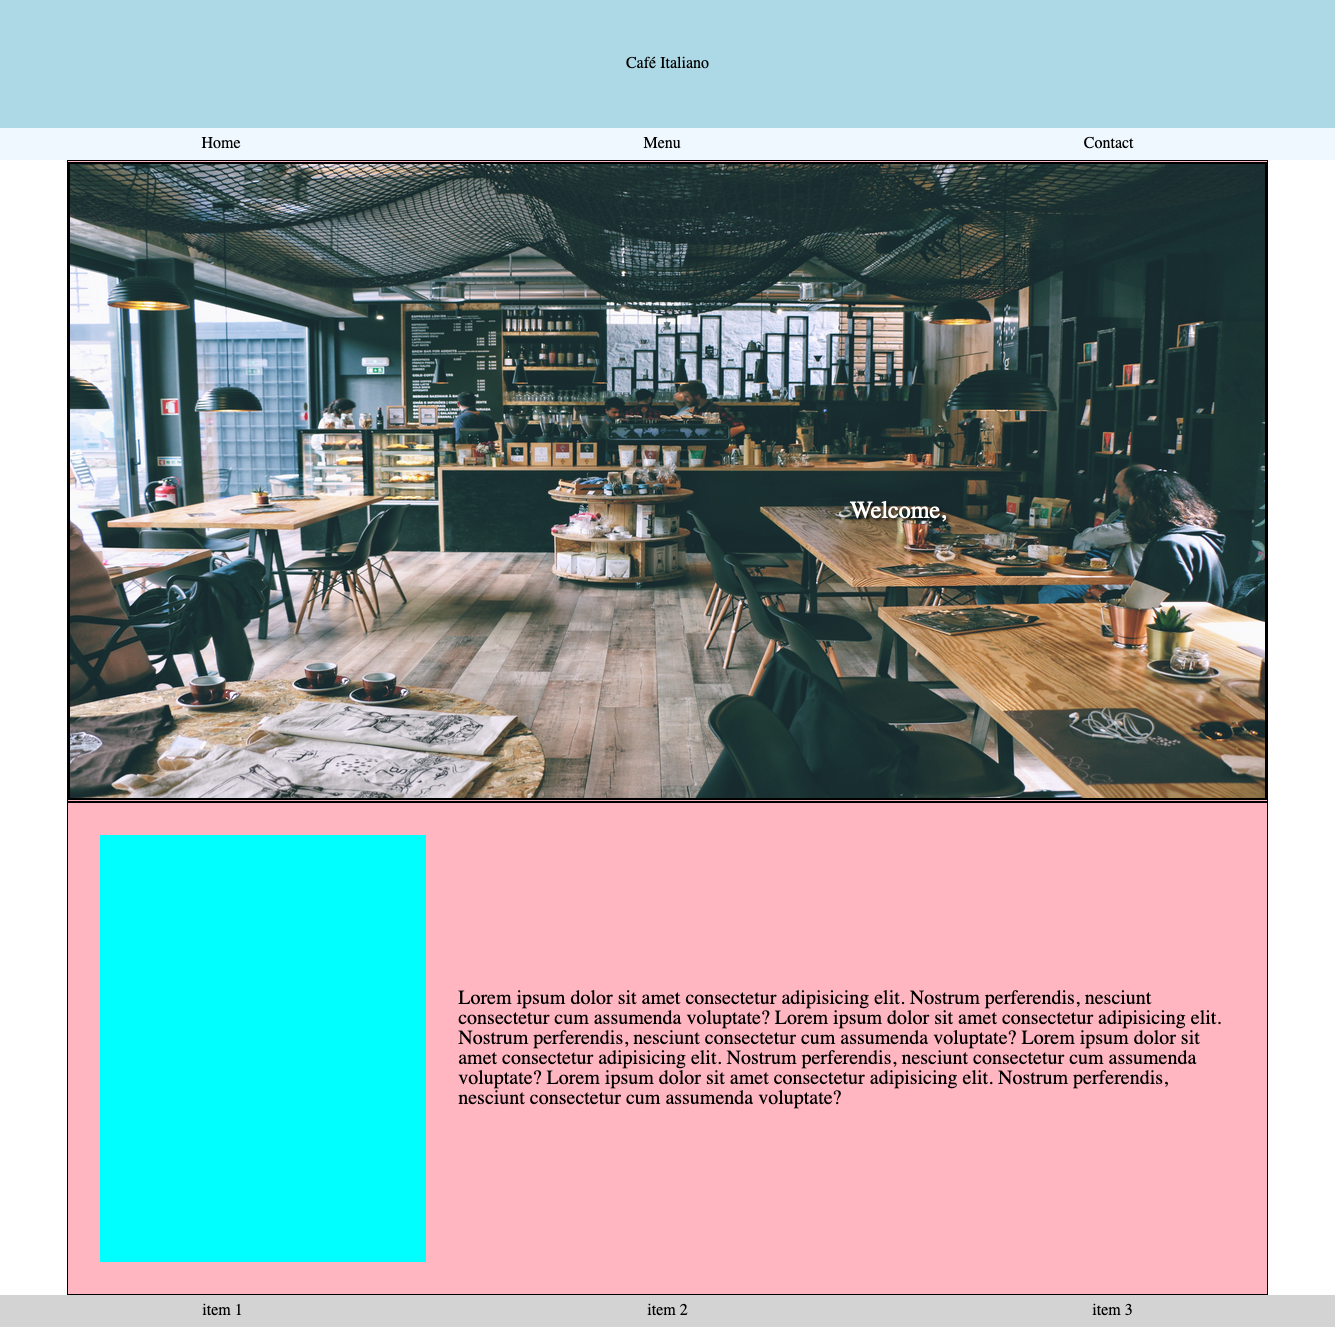 Café Italiano
Home Menu Contact
Welcome,
Lorem ipsum dolor sit amet consectetur adipisicing elit. Nostrum perferendis, nesciunt
consectetur cum assumenda voluptate? Lorem ipsum dolor sit amet consectetur adipisicing elit.
Nostrum perferendis, nesciunt consectetur cum assumenda voluptate? Lorem ipsum dolor sit
amet consectetur adipisicing elit. Nostrum perferendis, nesciunt consectetur cum assumenda
voluptate? Lorem ipsum dolor sit amet consectetur adipisicing elit. Nostrum perferendis,
nesciunt consectetur cum assumenda voluptate?
item 1 item 2 item 3